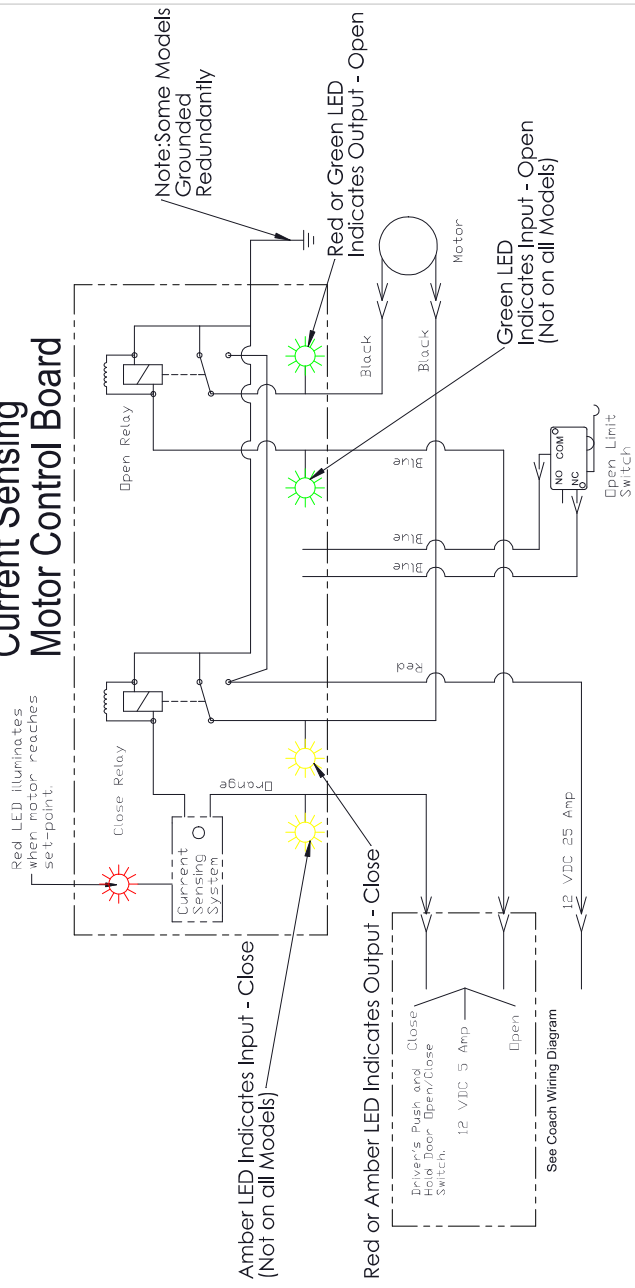 Current Sensing
Motor Control Board
Red LED illuminates
when motor reaches
set-point.
Close Relay
Open Relay
Note:Some Models
Grounded
Redundantly
Current
Sensing
System
Orange
Red
Blue
Blue
Blue
Black
Black
Motor
Red or Green LED
Indicates Output - Open
Green LED
Indicates Input - Open
(Not on all Models)
NO COM
NC
Open Limit
Switch
Amber LED Indicates Input - Close
(Not on all Models)
Red or Amber LED Indicates Output - Close
Driver's Push and
Hold Door Open/Close
Switch.
Close
12 VDC 5 Amp
Open
12 VDC 25 Amp
See Coach Wiring Diagram